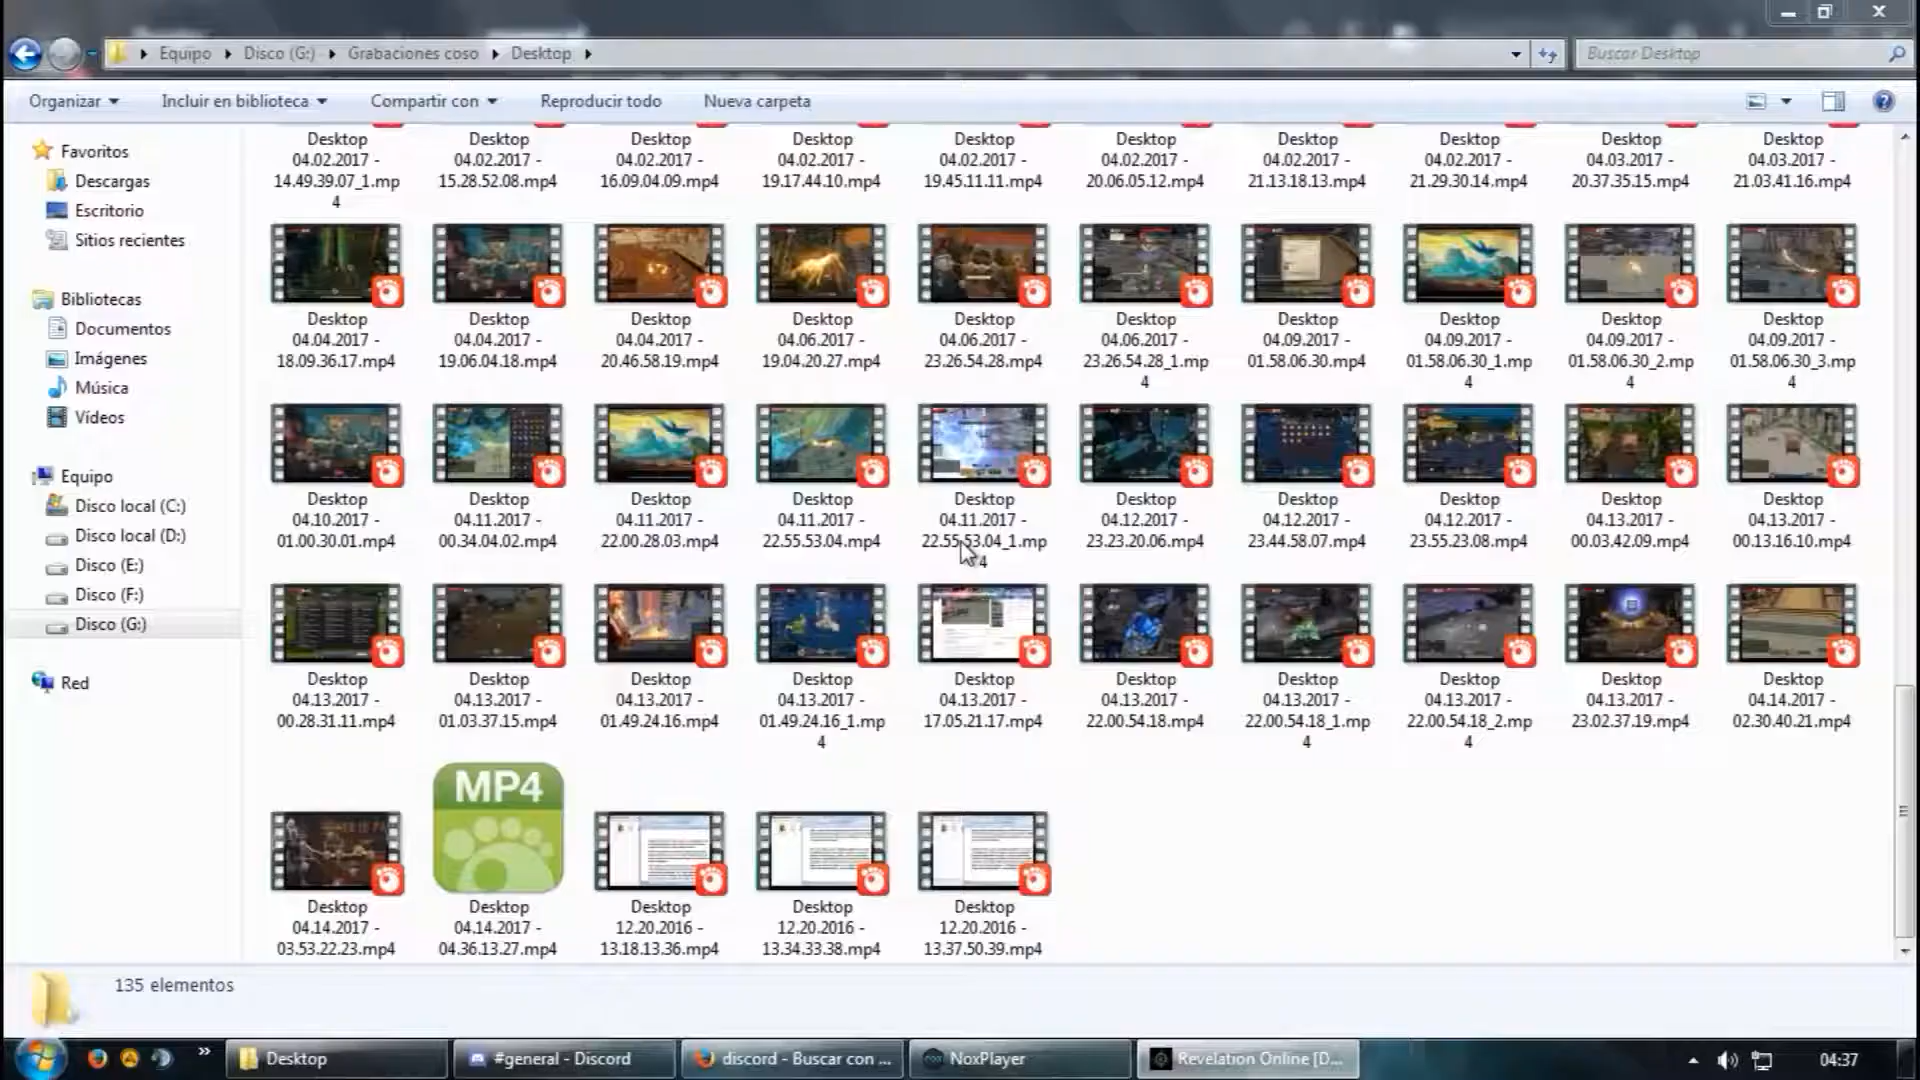 Equipo Disco (G:) Grabaciones coso Desktop
Buscar Desktop
Organizar Incluir en biblioteca Compartir con Reproducir todo Nueva carpeta
Favoritos
Descargas
Escritorio
Sitios recientes
Bibliotecas
Documentos
Imágenes
Música
Vídeos
Equipo
Disco local (C:)
Disco local (D:)
Disco (E:)
Disco (F:)
Disco (G:)
Red
Desktop Desktop Desktop Desktop Desktop Desktop Desktop Desktop Desktop Desktop
04.02.2017 - 04.02.2017 - 04.02.2017 - 04.02.2017 - 04.02.2017 - 04.02.2017 - 04.02.2017 - 04.02.2017 - 04.03.2017 - 04.03.2017 -
14.49.39.07_1.mp 15.28.52.08.mp4 16.09.04.09.mp4 19.17.44.10.mp4 19.45.11.11.mp4 20.06.05.12.mp4 21.13.18.13.mp4 21.29.30.14.mp4 20.37.35.15.mp4 21.03.41.16.mp4
4
Desktop Desktop Desktop Desktop Desktop Desktop Desktop Desktop Desktop Desktop
04.04.2017 - 04.04.2017 - 04.04.2017 - 04.06.2017 - 04.06.2017 - 04.06.2017 - 04.09.2017 - 04.09.2017 - 04.09.2017 - 04.09.2017 -
18.09.36.17.mp4 19.06.04.18.mp4 20.46.58.19.mp4 19.04.20.27.mp4 23.26.54.28.mp4 23.26.54.28_1.mp 01.58.06.30.mp4 01.58.06.30_1.mp 01.58.06.30_2.mp 01.58.06.30_3.mp
4 4 4 4
Desktop Desktop Desktop Desktop Desktop Desktop Desktop Desktop Desktop Desktop
04.10.2017 - 04.11.2017 - 04.11.2017 - 04.11.2017 - 04.11.2017 - 04.12.2017 - 04.12.2017 - 04.12.2017 - 04.13.2017 - 04.13.2017 -
01.00.30.01.mp4 00.34.04.02.mp4 22.00.28.03.mp4 22.55.53.04.mp4 22.55.53.04_1.mp 23.23.20.06.mp4 23.44.58.07.mp4 23.55.23.08.mp4 00.03.42.09.mp4 00.13.16.10.mp4
4
Desktop Desktop Desktop Desktop Desktop Desktop Desktop Desktop Desktop Desktop
04.13.2017 - 04.13.2017 - 04.13.2017 - 04.13.2017 - 04.13.2017 - 04.13.2017 - 04.13.2017 - 04.13.2017 - 04.13.2017 - 04.14.2017 -
00.28.31.11.mp4 01.03.37.15.mp4 01.49.24.16.mp4 01.49.24.16_1.mp 17.05.21.17.mp4 22.00.54.18.mp4 22.00.54.18_1.mp 22.00.54.18_2.mp 23.02.37.19.mp4 02.30.40.21.mp4
4 4 4
MP4
Desktop Desktop Desktop Desktop Desktop
04.14.2017 - 04.14.2017 - 12.20.2016 - 12.20.2016 - 12.20.2016 -
03.53.22.23.mp4 04.36.13.27.mp4 13.18.13.36.mp4 13.34.33.38.mp4 13.37.50.39.mp4
135 elementos
» Desktop #general - Discord discord - Buscar con ... NoxPlayer Revelation Online [D... 04:37